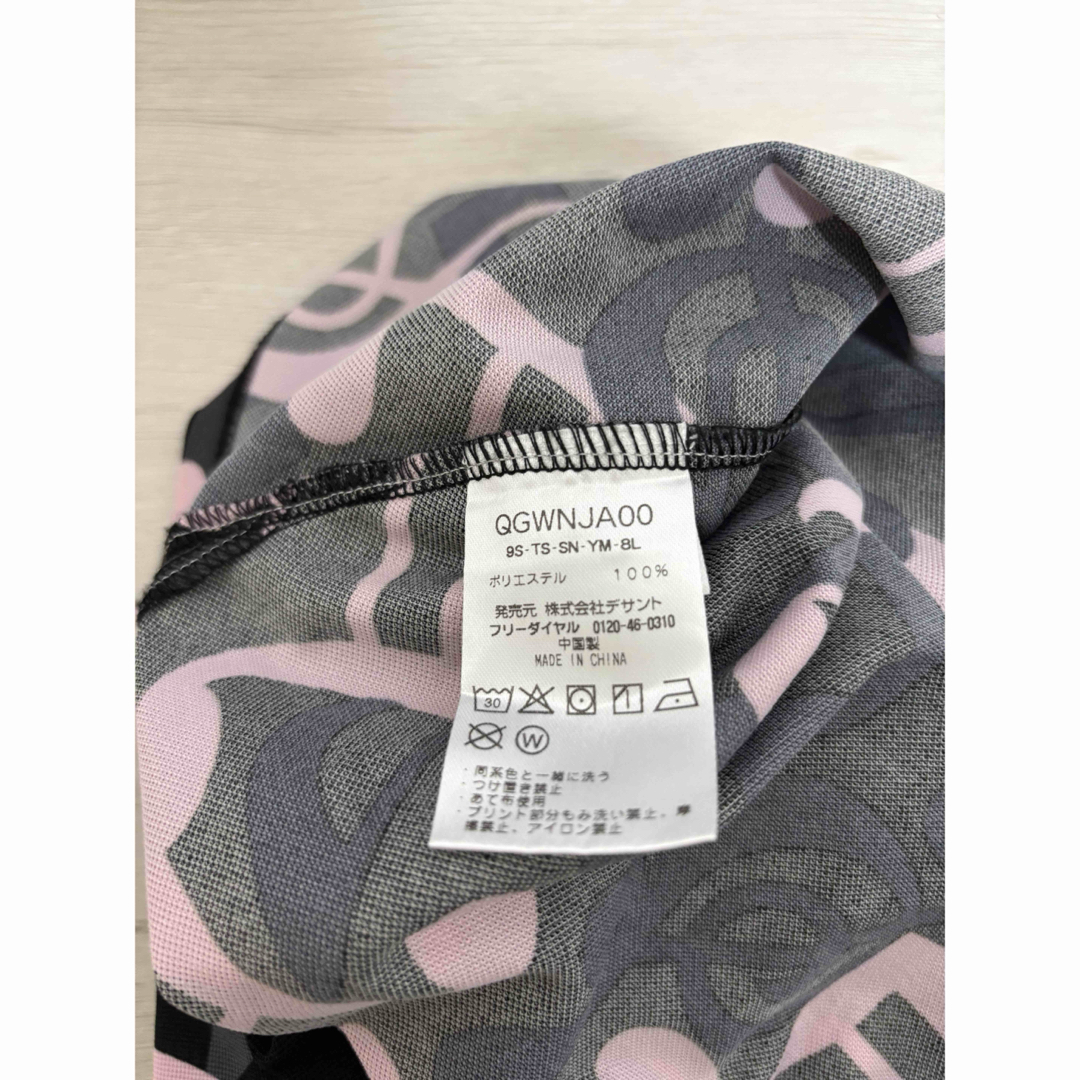 QGWNJA00
9S-TS-SN-YM-8L
ポリエステル 100%
発売元 株式会社デサント
フリーダイヤル 0120-46-0310
中国製
MADE IN CHINA
30
W
・同系色と一緒に洗う
・つけ置き禁止
・あて布使用
・プリント部分もみ洗い禁止、摩
擦禁止、アイロン禁止